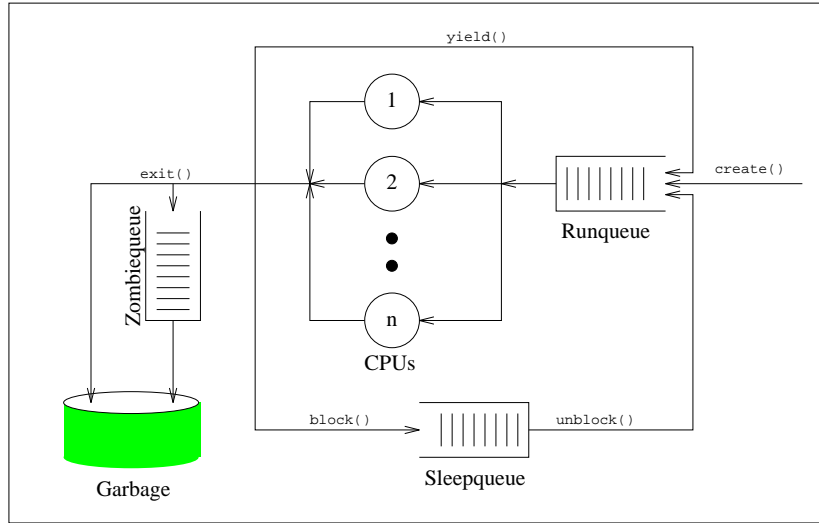 yield()
1
exit()
2
create()
Runqueue
Zombiequeue
n
CPUs
block()
unblock()
Sleepqueue
Garbage